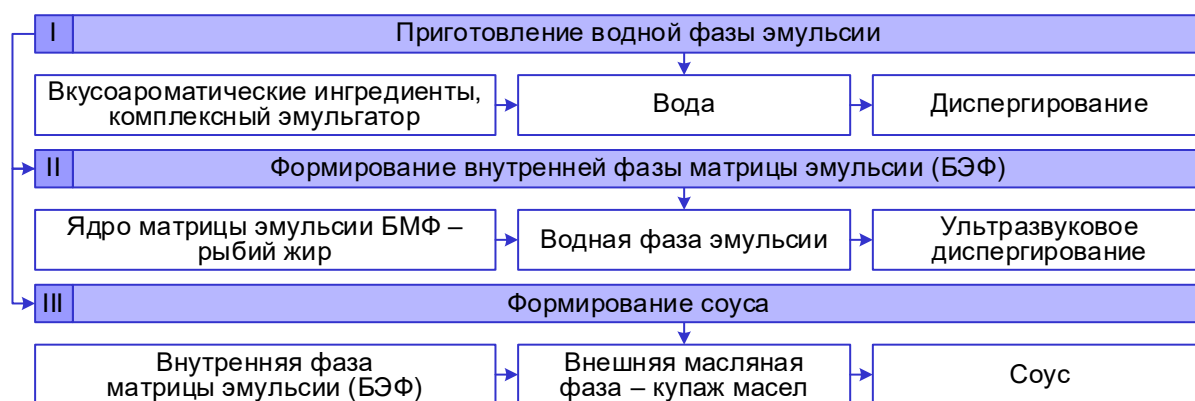 I Приготовление водной фазы эмульсии
Вкусоароматические ингредиенты,
комплексный эмульгатор
Вода
Диспергирование
II Формирование внутренней фазы матрицы эмульсии (БЭФ)
Ядро матрицы эмульсии БМФ –
рыбий жир
Водная фаза эмульсии
Ультразвуковое
диспергирование
III Формирование соуса
Внутренняя фаза
матрицы эмульсии (БЭФ)
Внешняя масляная
фаза – купаж масел
Соус